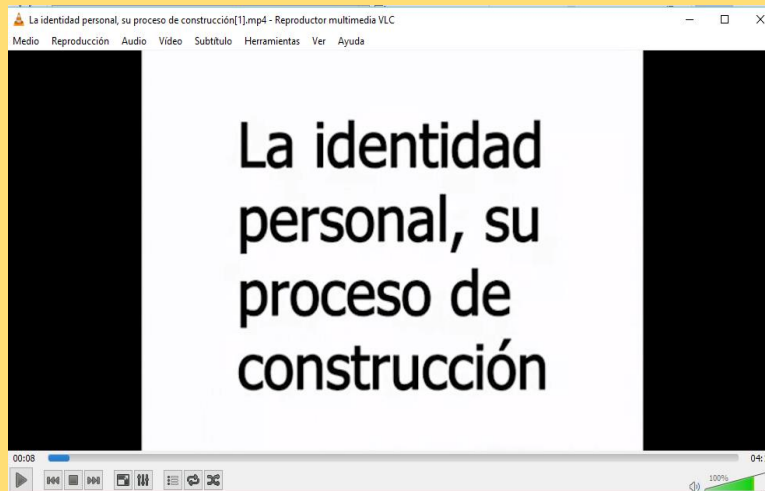 La identidad personal, su proceso de construcción[1].mp4 - Reproductor multimedia VLC
Medio Reproducción Audio Vídeo Subtítulo Herramientas Ver Ayuda
La identidad
personal, su
proceso de
construcción
00:08
100%